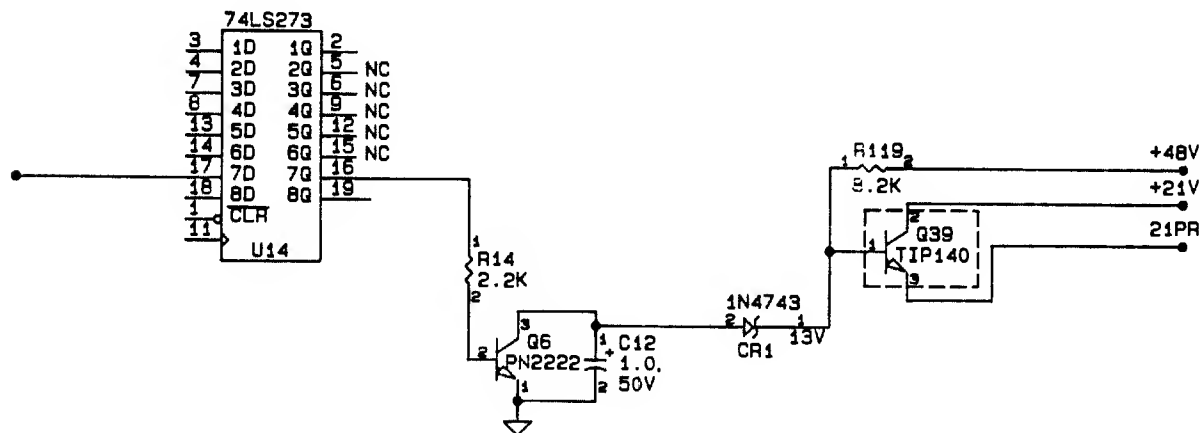 74LS273
3 1D 1Q 2
4 2D 2Q 5 NC
7 3D 3Q 6 NC
8 4D 4Q 9 NC
13 5D 5Q 12 NC
14 6D 6Q 15 NC
17 7D 7Q 16
18 8D 8Q 19
1 CLR
11
U14
1
R14
2.2K
2
3
2
Q6
PN2222
1
1
+ C12
1.0,
50V
2
1N4743
2 1
13V
CR1
R119
1 2
8.2K
+48V
+21V
21PR
2
1 Q39
TIP140
3